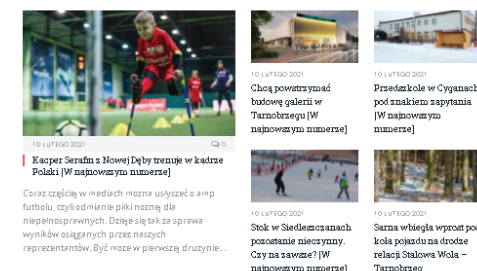 10 LUTEGO 2021
0
Kacper Serafin z Nowej Dęby trenuje w kadrze
Polski [W najnowszym numerze]
Coraz częściej w mediach można usłyszeć o amp
futbolu, czyli odmianie piłki nożnej dla
niepełnosprawnych. Dzieje się tak za sprawą
wyników osiąganych przez naszych
reprezentantów. Być może w pierwszej drużynie...
10 LUTEGO 2021
Chcą powstrzymać
budowę galerii w
Tarnobrzegu [W
najnowszym numerze]
10 LUTEGO 2021
Przedszkole w Cyganach
pod znakiem zapytania
[W najnowszym
numerze]
10 LUTEGO 2021
Stok w Siedleszczanach
pozostanie nieczynny.
Czy na zawsze? [W
najnowszym numerze]
10 LUTEGO 2021
Sarna wbiegła wprost pod
koła pojazdu na drodze
relacji Stalowa Wola –
Tarnobrzeg